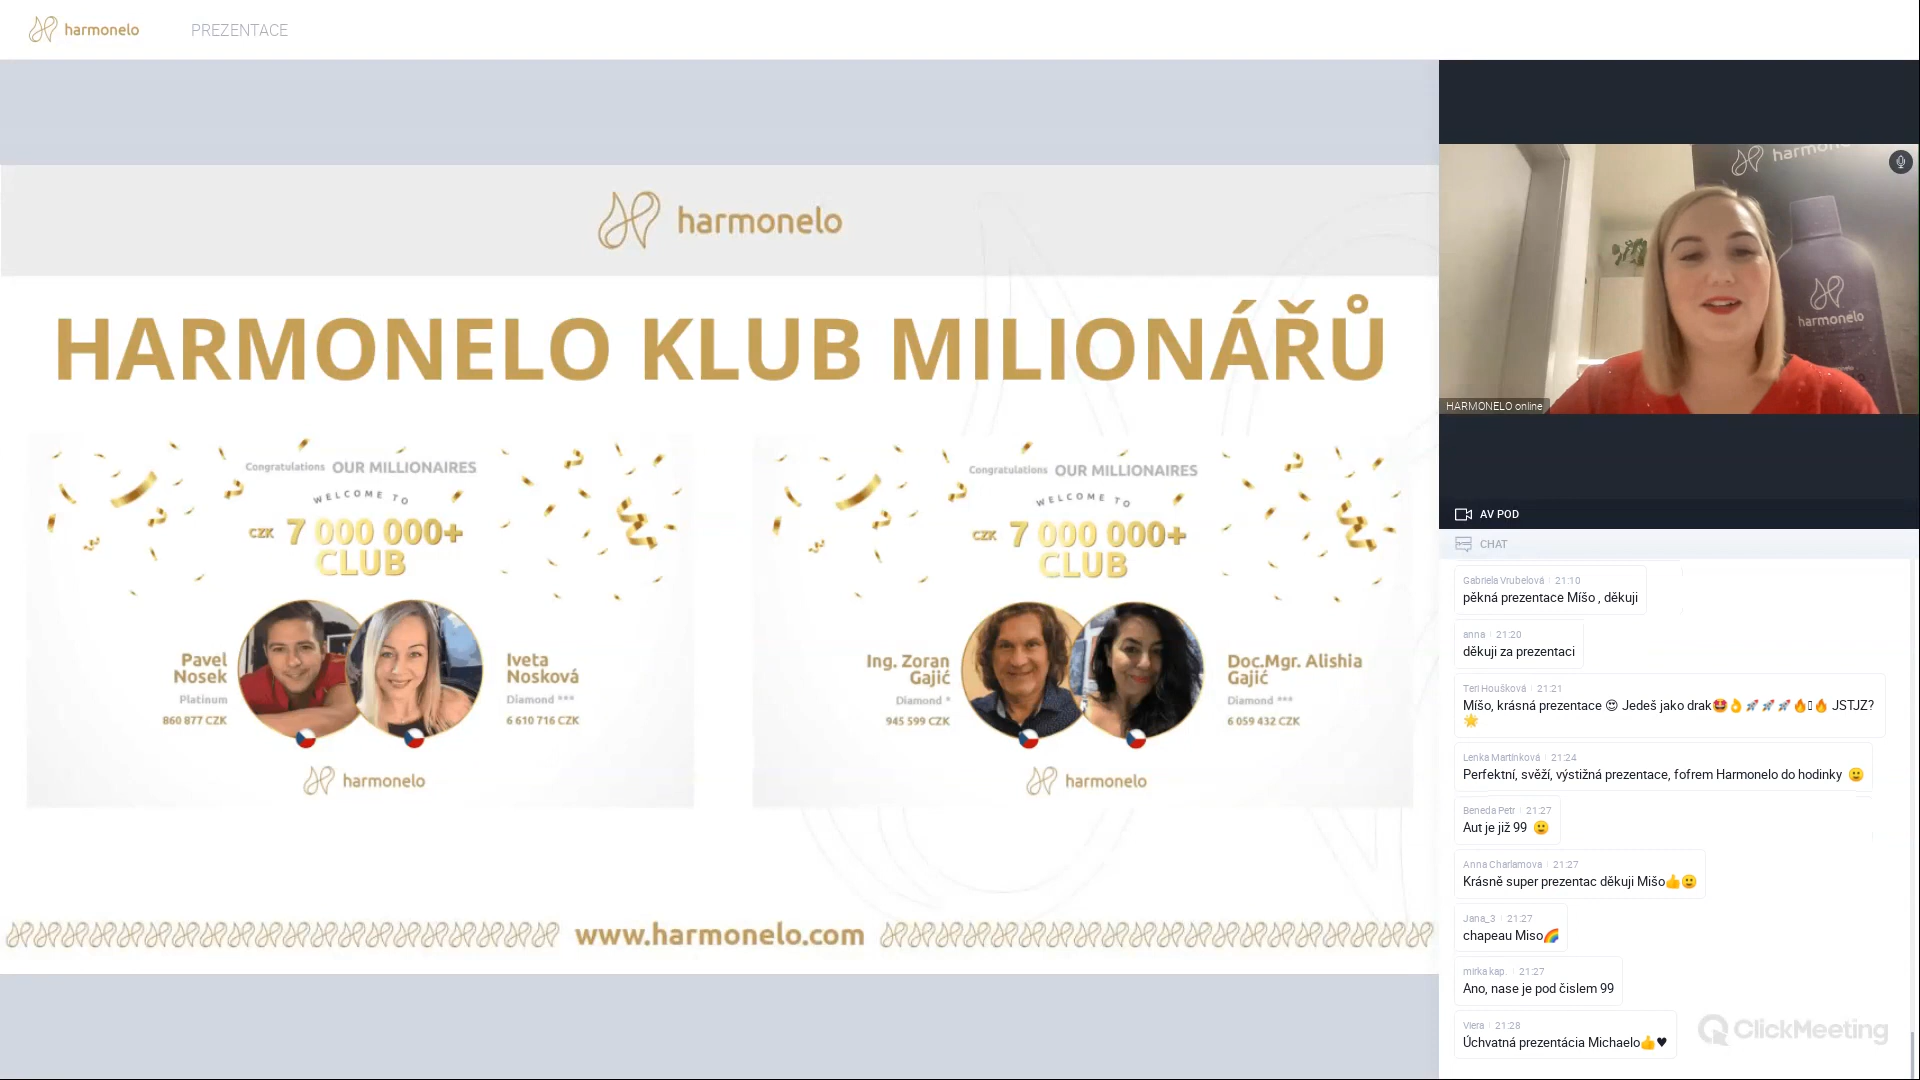 harmonelo
PREZENTACE
harmonelo
HARMONELO KLUB MILIONÁŘŮ
Congratulations OUR MILLIONAIRES
WELCOME TO
CZK 7 000 000+
CLUB
Pavel
Nosek
Platinum
860 877 CZK
Iveta
Nosková
Diamond ***
6 610 716 CZK
harmonelo
Congratulations OUR MILLIONAIRES
WELCOME TO
CZK 7 000 000+
CLUB
Ing. Zoran
Gajić
Diamond *
945 599 CZK
Doc.Mgr. Alishia
Gajić
Diamond ***
6 059 432 CZK
harmonelo
www.harmonelo.com
harmonelo
harmonelo
HARMONELO online
AV POD
CHAT
Gabriela Vrubelová 21:10
pěkná prezentace Míšo , děkuji
anna 21:20
děkuji za prezentaci
Teri Houšková 21:21
Míšo, krásná prezentace 😍 Jedeš jako drak🤩👌🚀🚀🚀🔥▯🔥 JSTJZ?
🌟
Lenka Martinková 21:24
Perfektní, svěží, výstižná prezentace, fofrem Harmonelo do hodinky 🙂
Beneda Petr 21:27
Aut je již 99 🙂
Anna Charlamova 21:27
Krásně super prezentac děkuji Mišo👍🙂
Jana_3 21:27
chapeau Miso🌈
mirka kap. 21:27
Ano, nase je pod čislem 99
Viera 21:28
Úchvatná prezentácia Michaelo👍♥
ClickMeeting